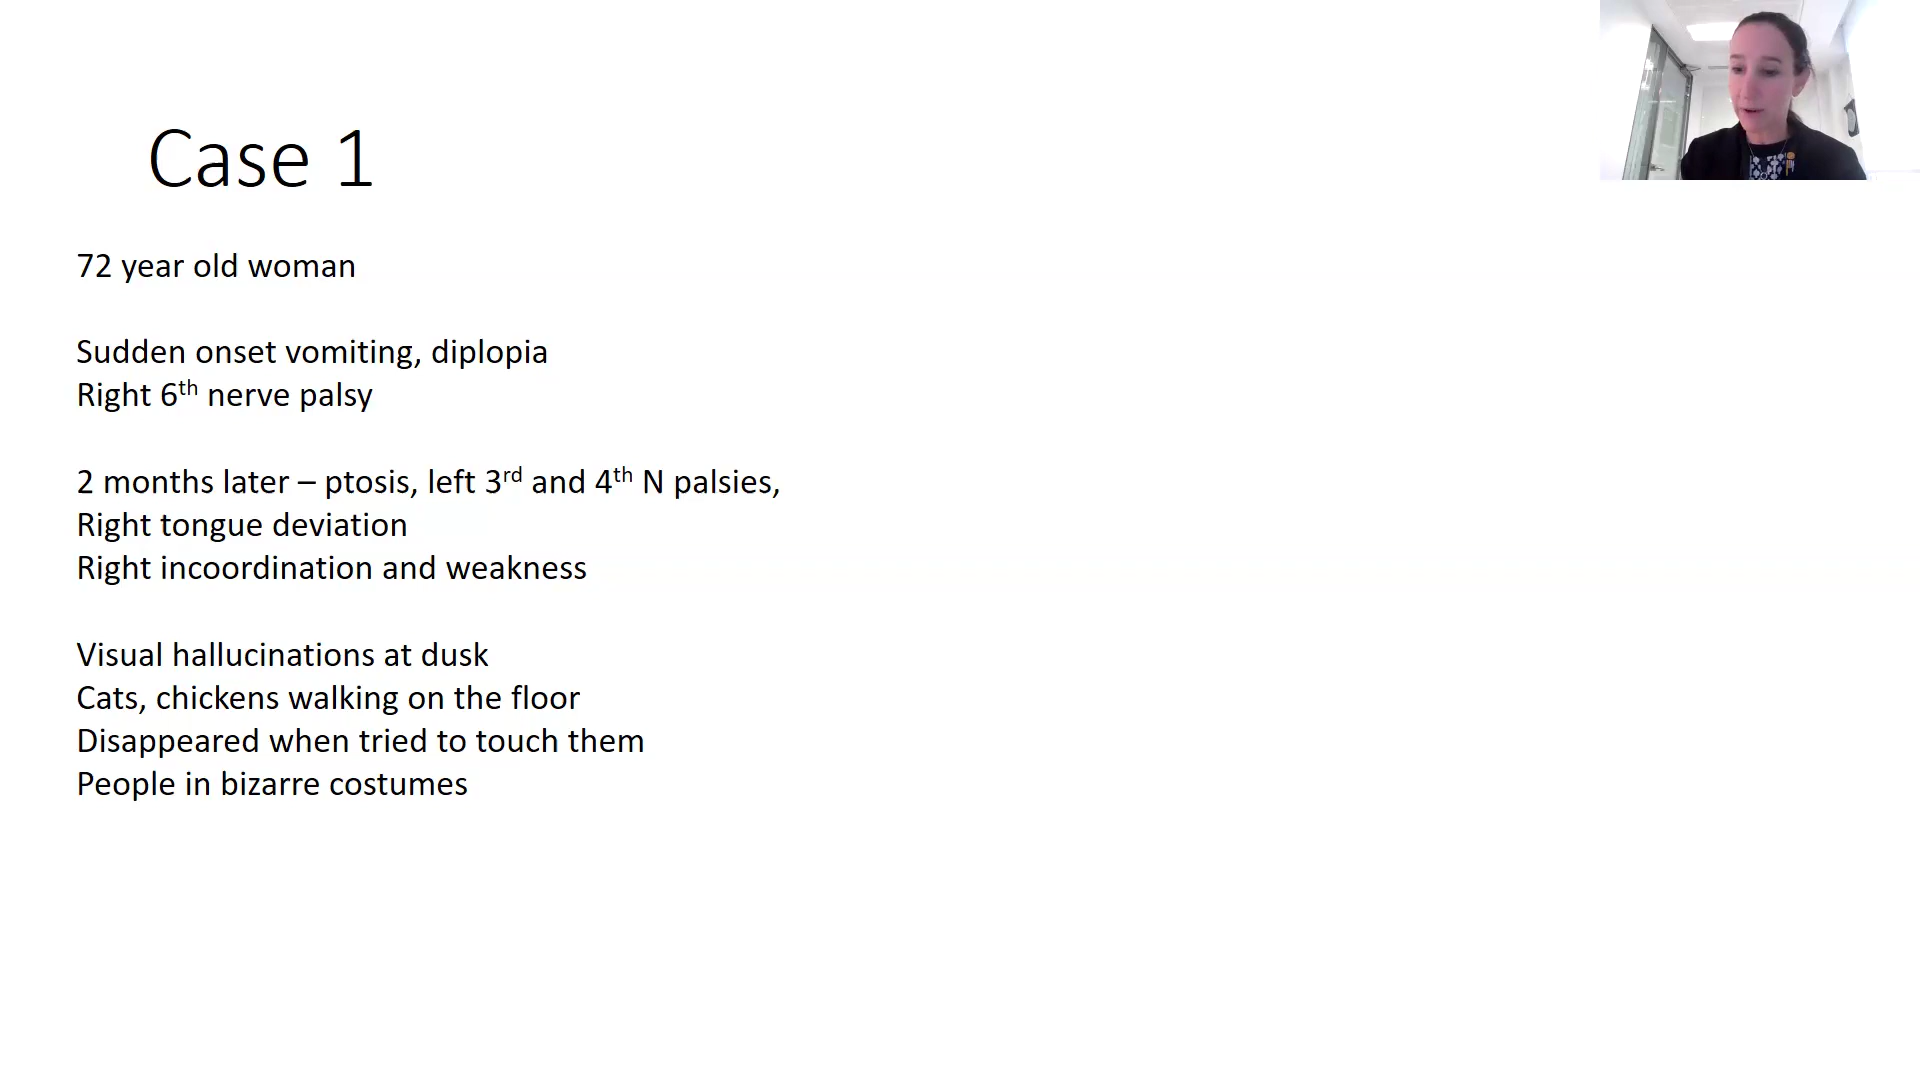 Case 1
72 year old woman
Sudden onset vomiting, diplopia
Right 6th nerve palsy
2 months later – ptosis, left 3rd and 4th N palsies,
Right tongue deviation
Right incoordination and weakness
Visual hallucinations at dusk
Cats, chickens walking on the floor
Disappeared when tried to touch them
People in bizarre costumes